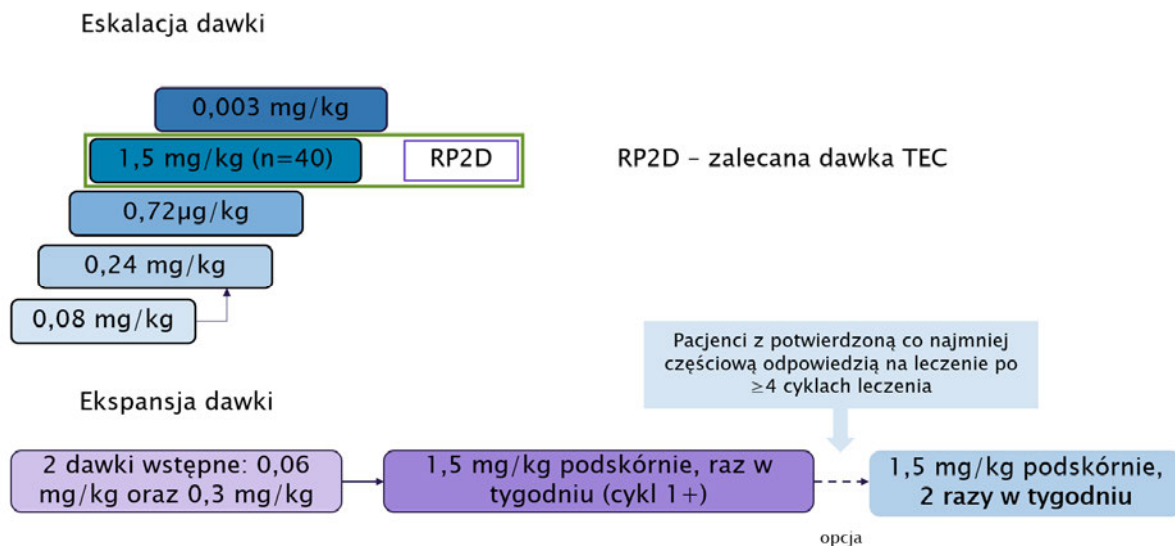 Eskalacja dawki
0,003 mg/kg
1,5 mg/kg (n=40)
RP2D
RP2D – zalecana dawka TEC
0,72µg/kg
0,24 mg/kg
0,08 mg/kg
Pacjenci z potwierdzoną co najmniej
częściową odpowiedzią na leczenie po
≥4 cyklach leczenia
Ekspansja dawki
2 dawki wstępne: 0,06
mg/kg oraz 0,3 mg/kg
1,5 mg/kg podskórnie, raz w
tygodniu (cykl 1+)
1,5 mg/kg podskórnie,
2 razy w tygodniu
opcja